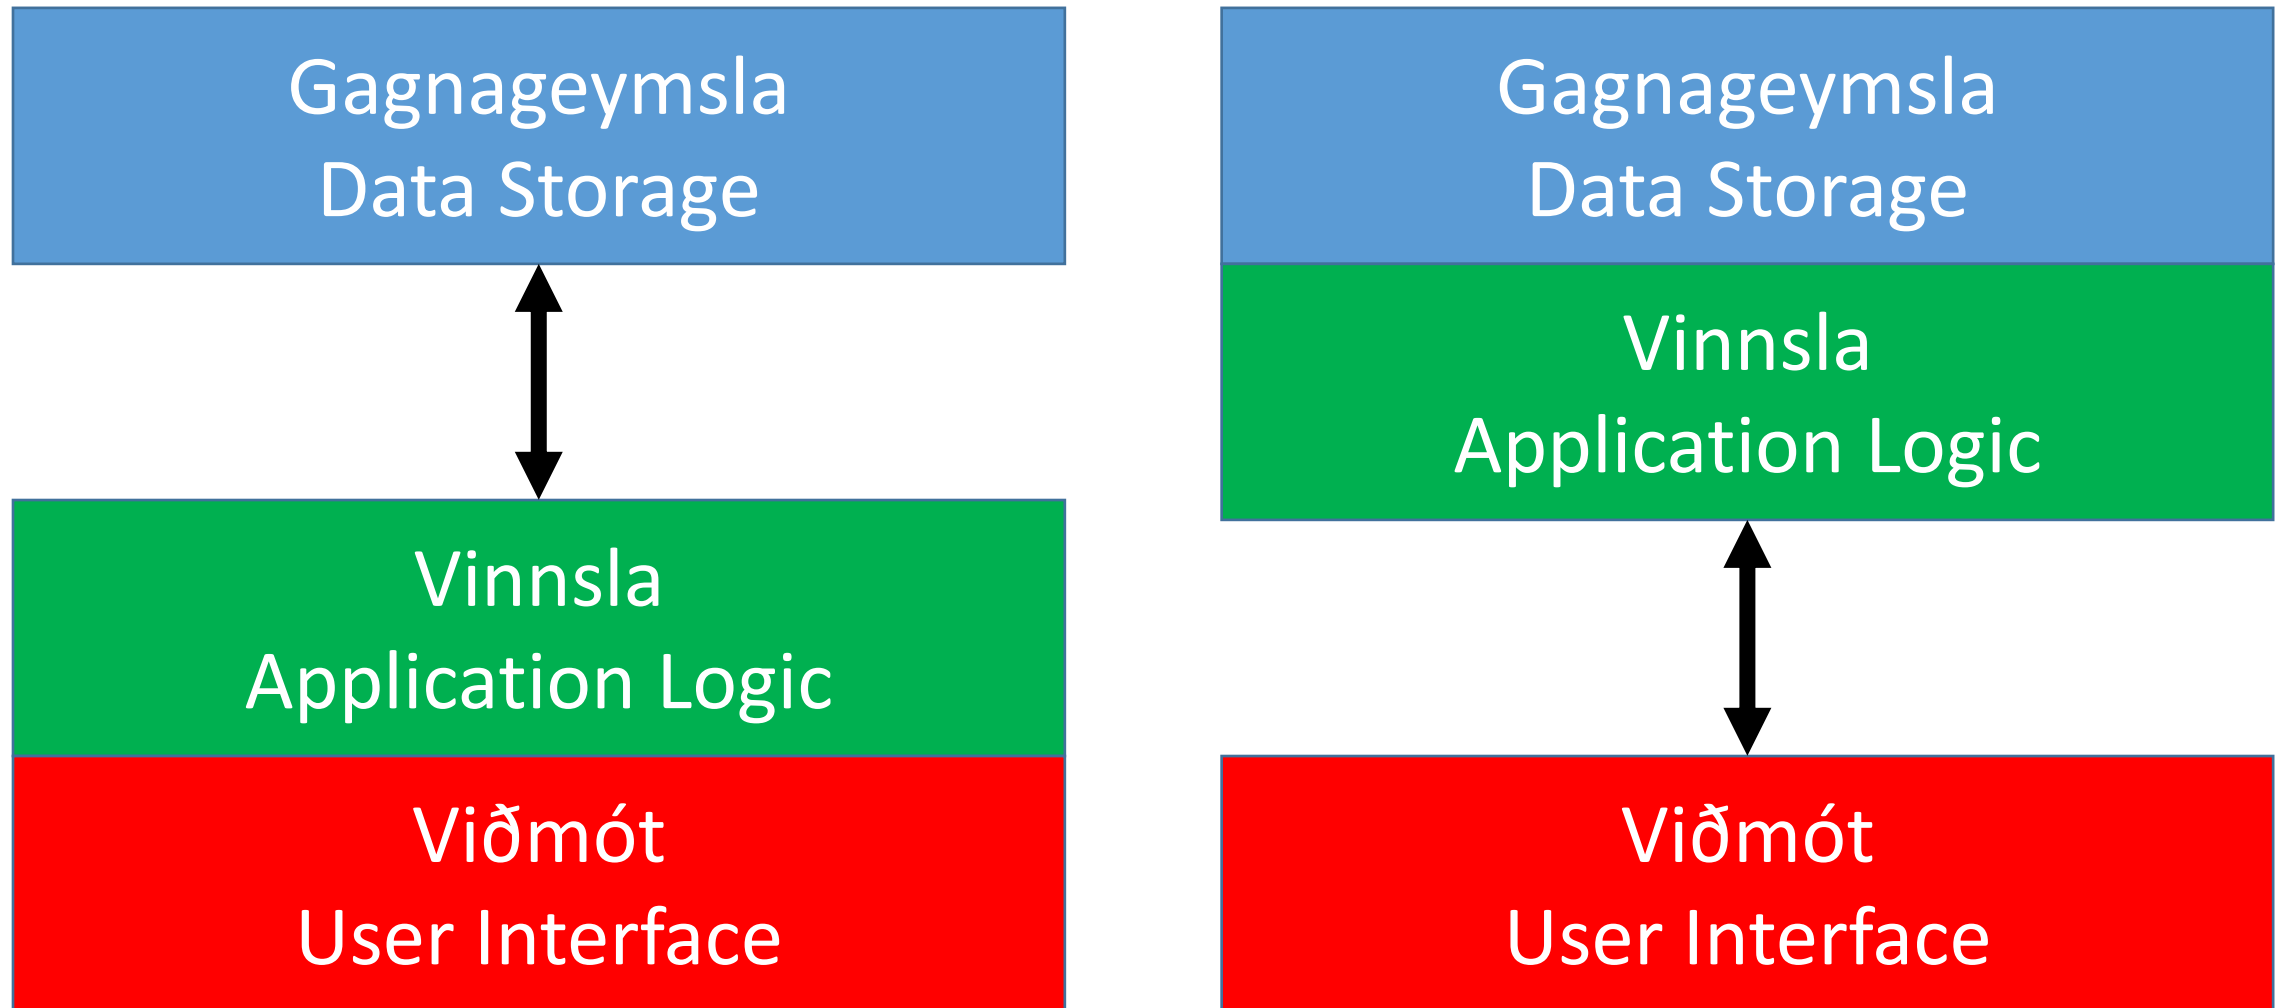 Gagnageymsla
Data Storage
Vinnsla
Application Logic
Viðmót
User Interface
Gagnageymsla
Data Storage
Vinnsla
Application Logic
Viðmót
User Interface